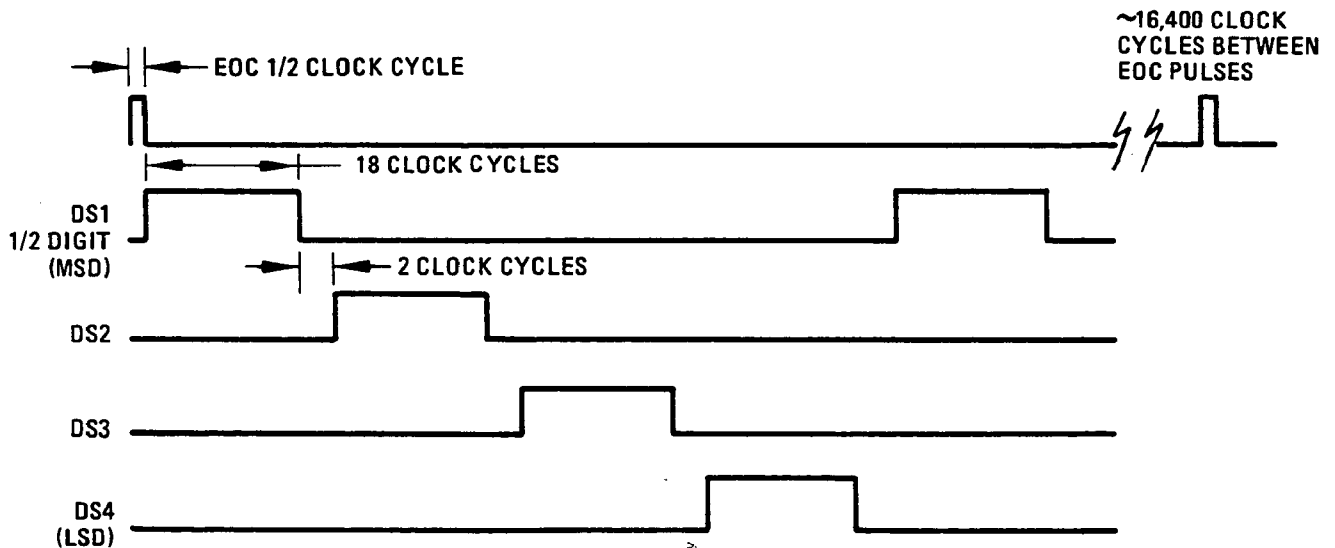 ~16,400 CLOCK
CYCLES BETWEEN
EOC PULSES
EOC 1/2 CLOCK CYCLE
18 CLOCK CYCLES
DS1
1/2 DIGIT
(MSD)
2 CLOCK CYCLES
DS2
DS3
DS4
(LSD)